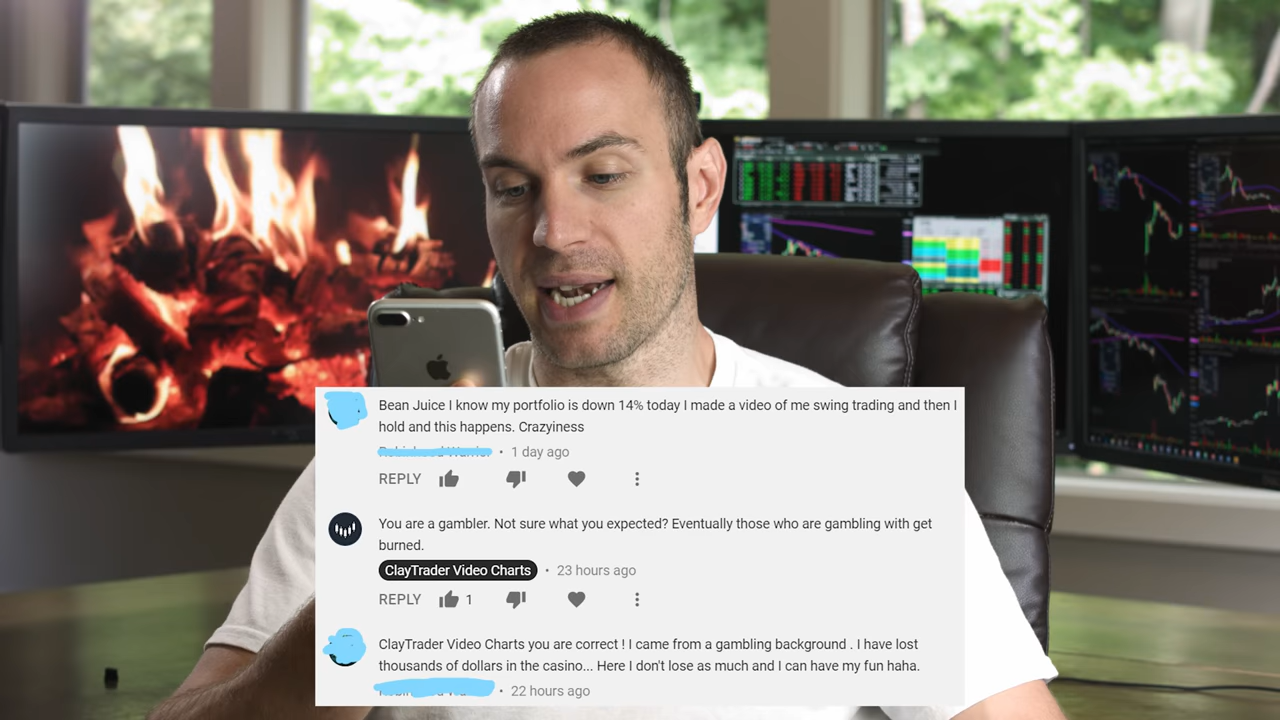 Bean Juice I know my portfolio is down 14% today I made a video of me swing trading and then I
hold and this happens. Crazyiness
• 1 day ago
REPLY
You are a gambler. Not sure what you expected? Eventually those who are gambling with get
burned.
ClayTrader Video Charts • 23 hours ago
REPLY 1
ClayTrader Video Charts you are correct ! I came from a gambling background . I have lost
thousands of dollars in the casino... Here I don't lose as much and I can have my fun haha.
• 22 hours ago